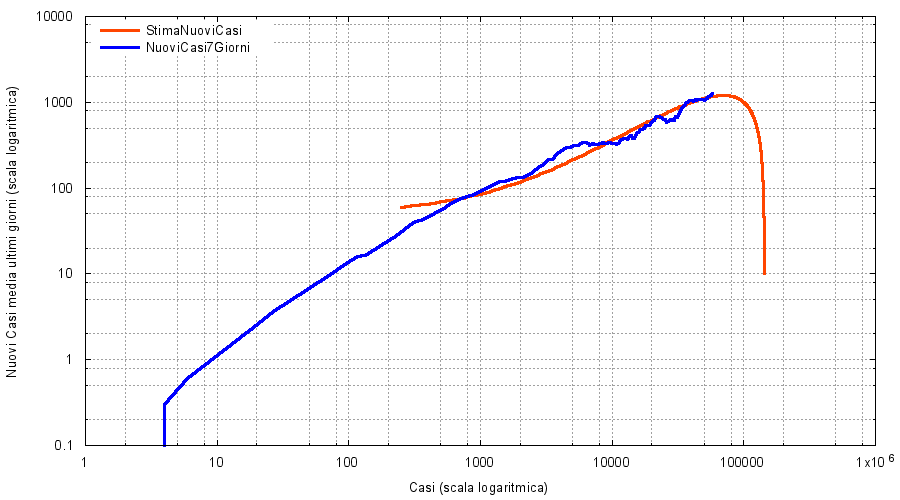 10000
StimaNuoviCasi
NuoviCasi7Giorni
1000
100
10
1
0.1
Nuovi Casi media ultimi giorni (scala logaritmica)
1 10 100 1000 10000 100000 1x10 6
Casi (scala logaritmica)